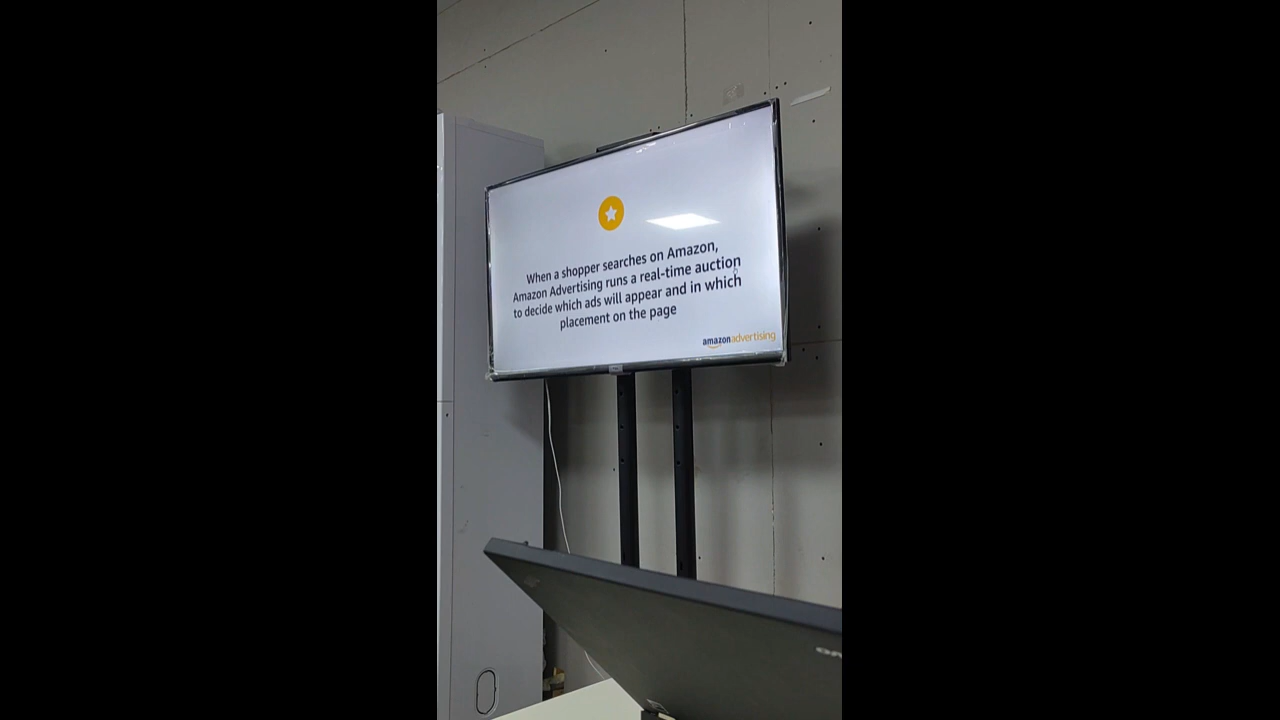 When a shopper searches on Amazon,
Amazon Advertising runs a real-time auction
to decide which ads will appear and in which
placement on the page
amazonadvertising